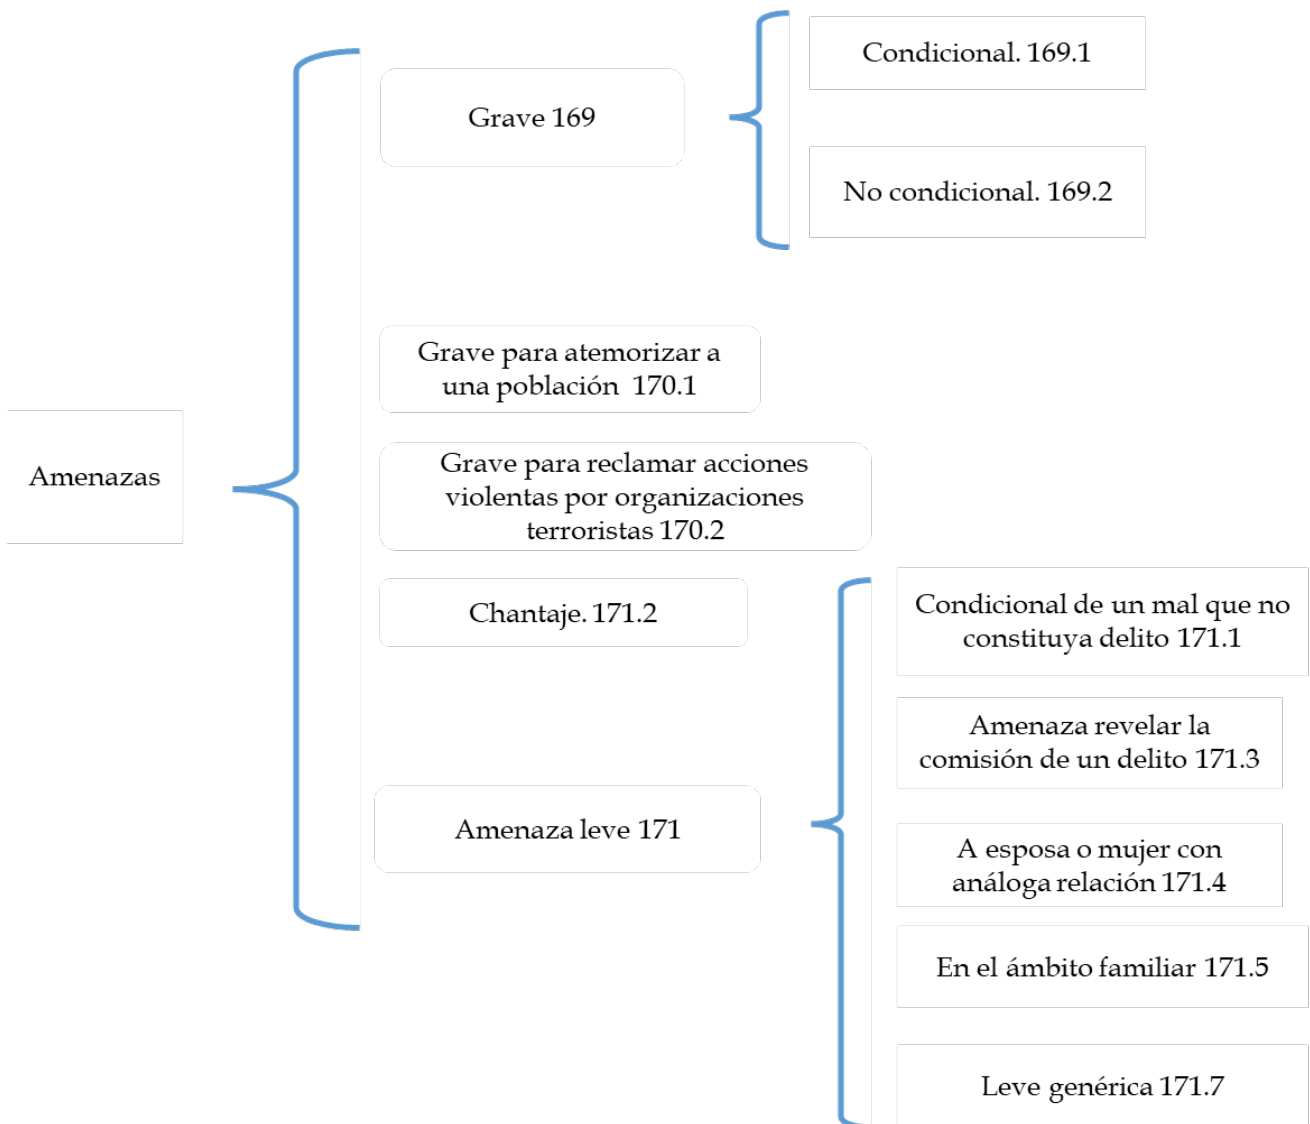 Amenazas
Grave 169
Condicional. 169.1
No condicional. 169.2
Grave para atemorizar a
una población 170.1
Grave para reclamar acciones
violentas por organizaciones
terroristas 170.2
Chantaje. 171.2
Amenaza leve 171
Condicional de un mal que no
constituya delito 171.1
Amenaza revelar la
comisión de un delito 171.3
A esposa o mujer con
análoga relación 171.4
En el ámbito familiar 171.5
Leve genérica 171.7